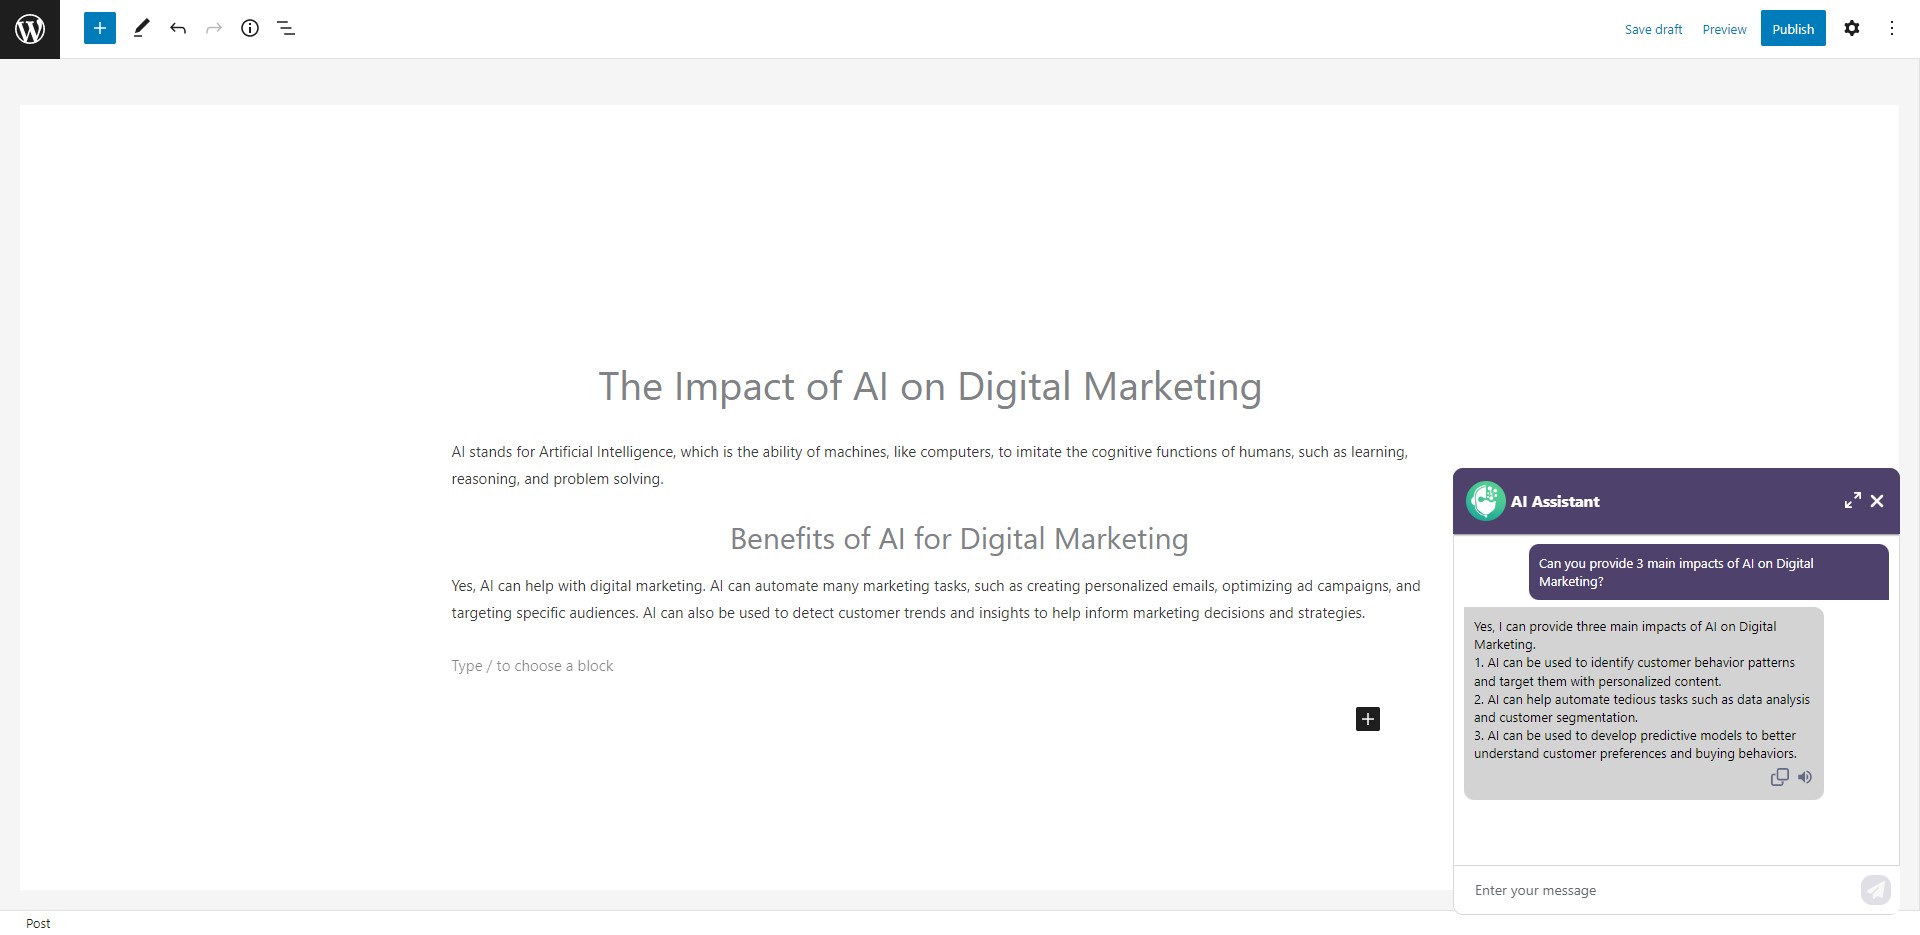 Save draft
Preview
Publish
The Impact of AI on Digital Marketing
AI stands for Artificial Intelligence, which is the ability of machines, like computers, to imitate the cognitive functions of humans, such as learning,
reasoning, and problem solving.
Benefits of AI for Digital Marketing
Yes, AI can help with digital marketing. AI can automate many marketing tasks, such as creating personalized emails, optimizing ad campaigns, and
targeting specific audiences. AI can also be used to detect customer trends and insights to help inform marketing decisions and strategies.
Type / to choose a block
AI Assistant
Can you provide 3 main impacts of AI on Digital
Marketing?
Yes, I can provide three main impacts of AI on Digital
Marketing.
1. AI can be used to identify customer behavior patterns
and target them with personalized content.
2. AI can help automate tedious tasks such as data analysis
and customer segmentation.
3. AI can be used to develop predictive models to better
understand customer preferences and buying behaviors.
Enter your message
Post